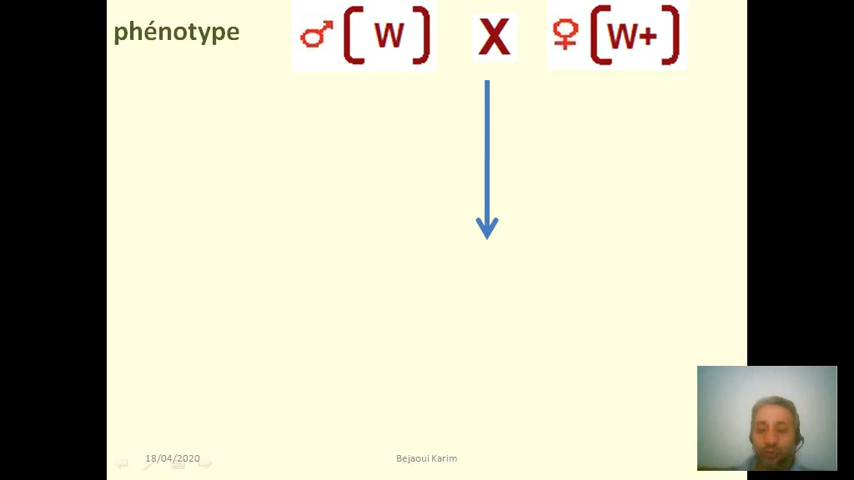 phénotype ♂ [ W ] X ♀ [ W+ ]
18/04/2020 Bejaoui Karim